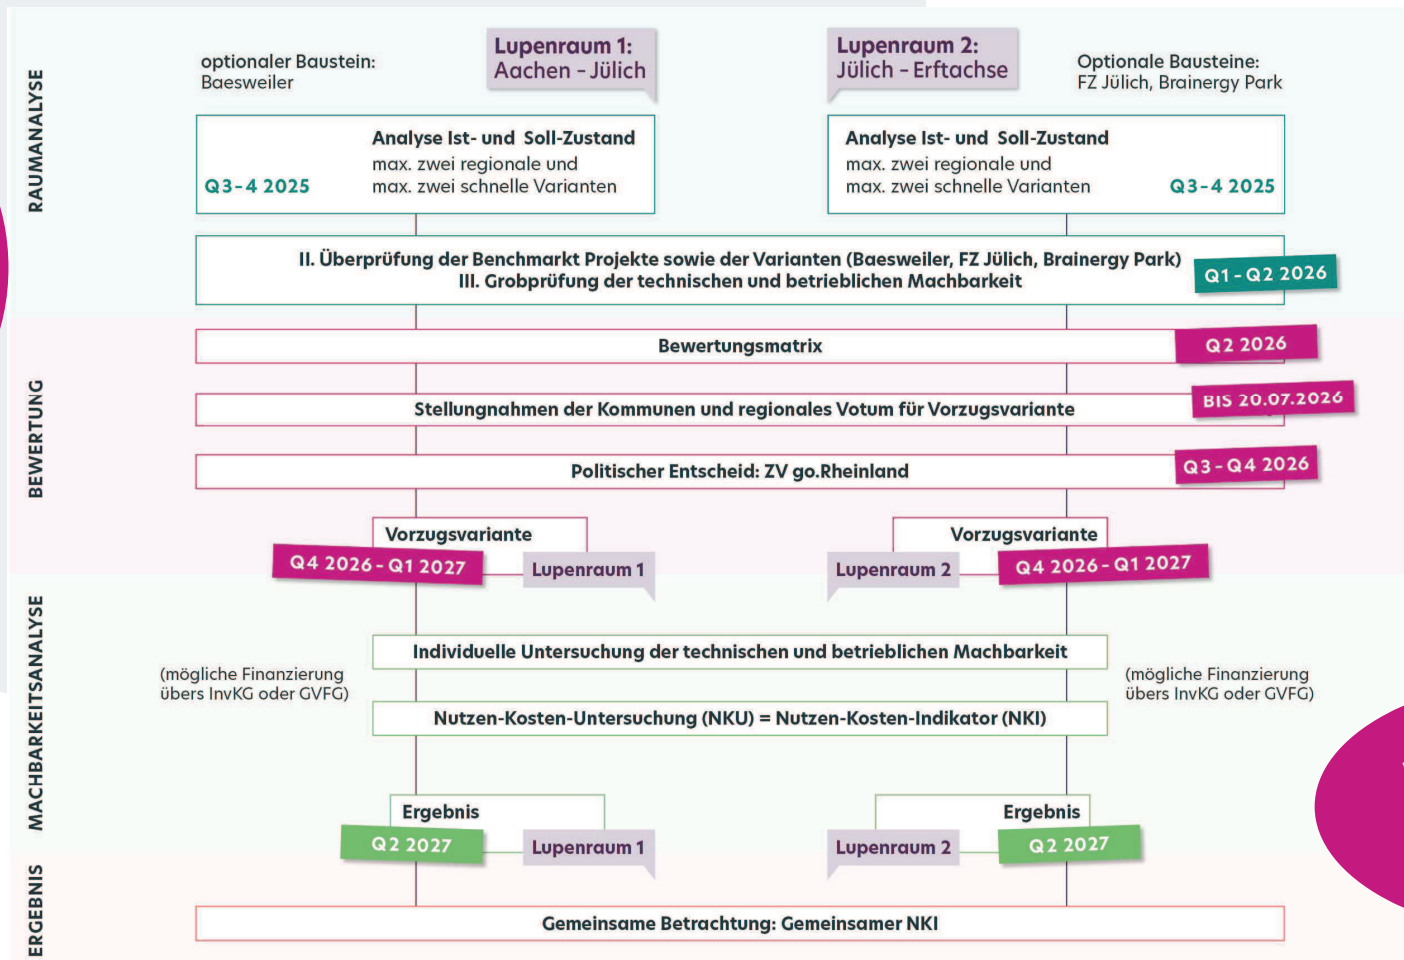 RAUMANALYSE
optionaler Baustein:
Baesweiler
Lupenraum 1:
Aachen – Jülich
Lupenraum 2:
Jülich – Erftachse
Optionale Bausteine:
FZ Jülich, Brainergy Park
Analyse Ist- und Soll-Zustand
max. zwei regionale und
max. zwei schnelle Varianten
Q3–4 2025
Analyse Ist- und Soll-Zustand
max. zwei regionale und
max. zwei schnelle Varianten
Q3–4 2025
II. Überprüfung der Benchmarkt Projekte sowie der Varianten (Baesweiler, FZ Jülich, Brainergy Park)
III. Grobprüfung der technischen und betrieblichen Machbarkeit
Q1–Q2 2026
BEWERTUNG
Bewertungsmatrix
Q2 2026
Stellungnahmen der Kommunen und regionales Votum für Vorzugsvariante
BIS 20.07.2026
Politischer Entscheid: ZV go.Rheinland
Q3–Q4 2026
Vorzugsvariante
Q4 2026–Q1 2027
Lupenraum 1
Vorzugsvariante
Lupenraum 2
Q4 2026–Q1 2027
MACHBARKEITSANALYSE
Individuelle Untersuchung der technischen und betrieblichen Machbarkeit
(mögliche Finanzierung
übers InvKG oder GVFG)
(mögliche Finanzierung
übers InvKG oder GVFG)
Nutzen-Kosten-Untersuchung (NKU) = Nutzen-Kosten-Indikator (NKI)
Ergebnis
Q2 2027
Lupenraum 1
Ergebnis
Lupenraum 2
Q2 2027
ERGEBNIS
Gemeinsame Betrachtung: Gemeinsamer NKI